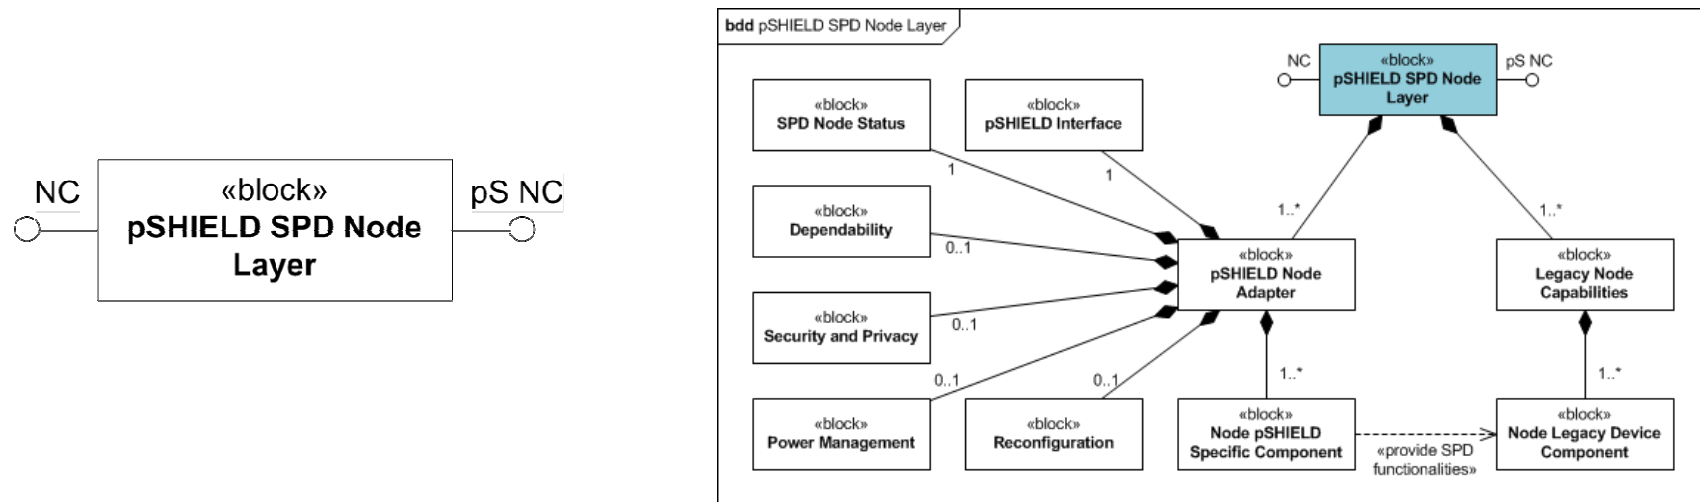 NC
pS NC
«block»
pSHIELD SPD Node
Layer
bdd pSHIELD SPD Node Layer
NC
«block»
pSHIELD SPD Node
Layer
pS NC
«block»
SPD Node Status
«block»
pSHIELD Interface
1
1
«block»
Dependability
0..1
1..*
1..*
«block»
pSHIELD Node
Adapter
«block»
Legacy Node
Capabilities
«block»
Security and Privacy
0..1
0..1
0..1
1..*
1..*
«block»
Power Management
«block»
Reconfiguration
«block»
Node pSHIELD
Specific Component
«provide SPD
functionalities»
«block»
Node Legacy Device
Component